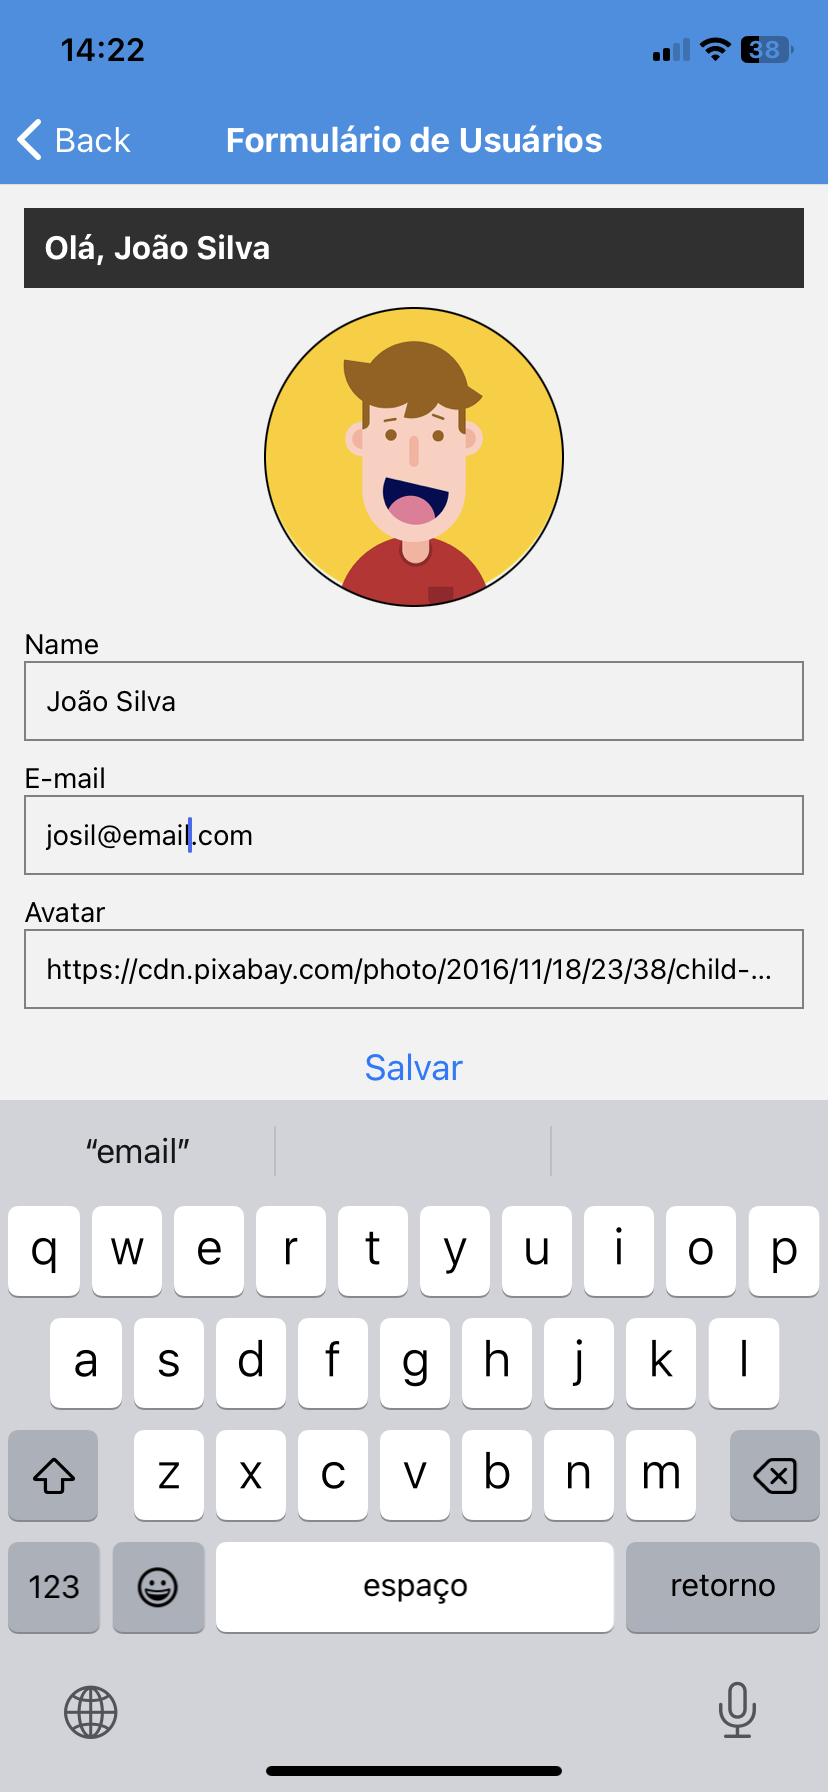 14:22
38
Back
Formulário de Usuários
Olá, João Silva
Name
João Silva
E-mail
josil@email.com
Avatar
https://cdn.pixabay.com/photo/2016/11/18/23/38/child-...
Salvar
“email”
q w e r t y u i o p
a s d f g h j k l
z x c v b n m
123
espaço
retorno